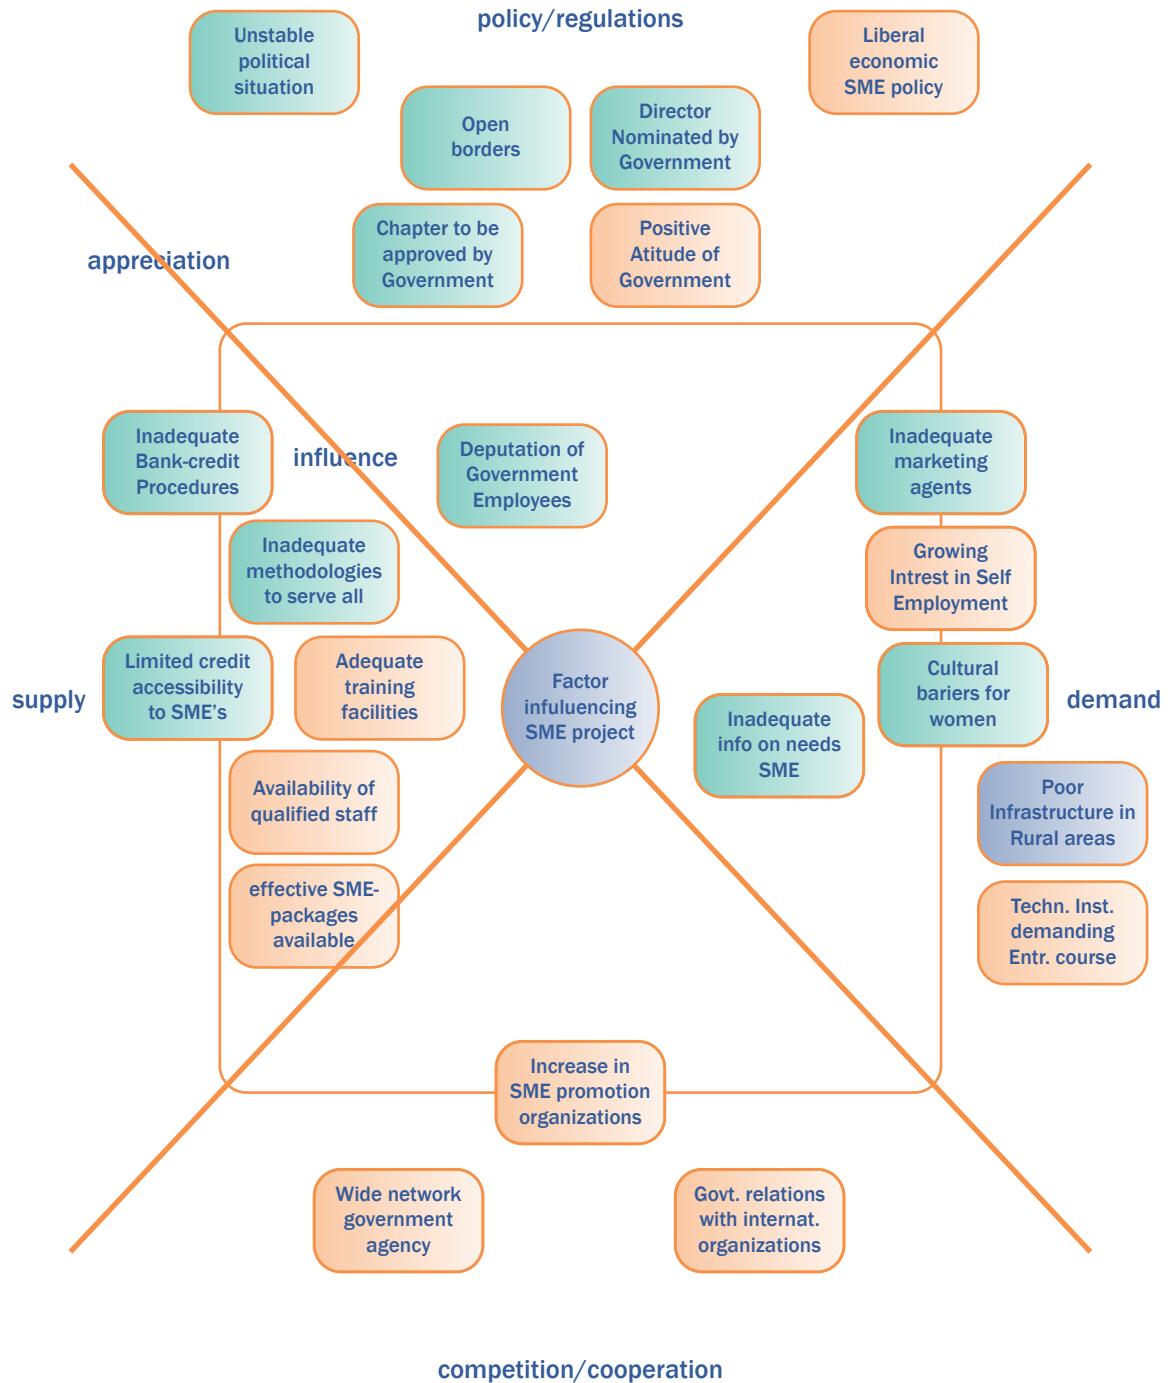 policy/regulations
Unstable
political
situation
Liberal
economic
SME policy
Open
borders
Director
Nominated by
Government
Chapter to be
approved by
Government
Positive
Atitude of
Government
appreciation
Inadequate
Bank-credit
Procedures
influence
Deputation of
Government
Employees
Inadequate
marketing
agents
Inadequate
methodologies
to serve all
Growing
Intrest in Self
Employment
Limited credit
accessibility
to SME's
Adequate
training
facilities
supply
Factor
infuluencing
SME project
Inadequate
info on needs
SME
Cultural
bariers for
women
demand
Availability of
qualified staff
Poor
Infrastructure in
Rural areas
effective SME-
packages
available
Techn. Inst.
demanding
Entr. course
Increase in
SME promotion
organizations
Wide network
government
agency
Govt. relations
with internat.
organizations
competition/cooperation